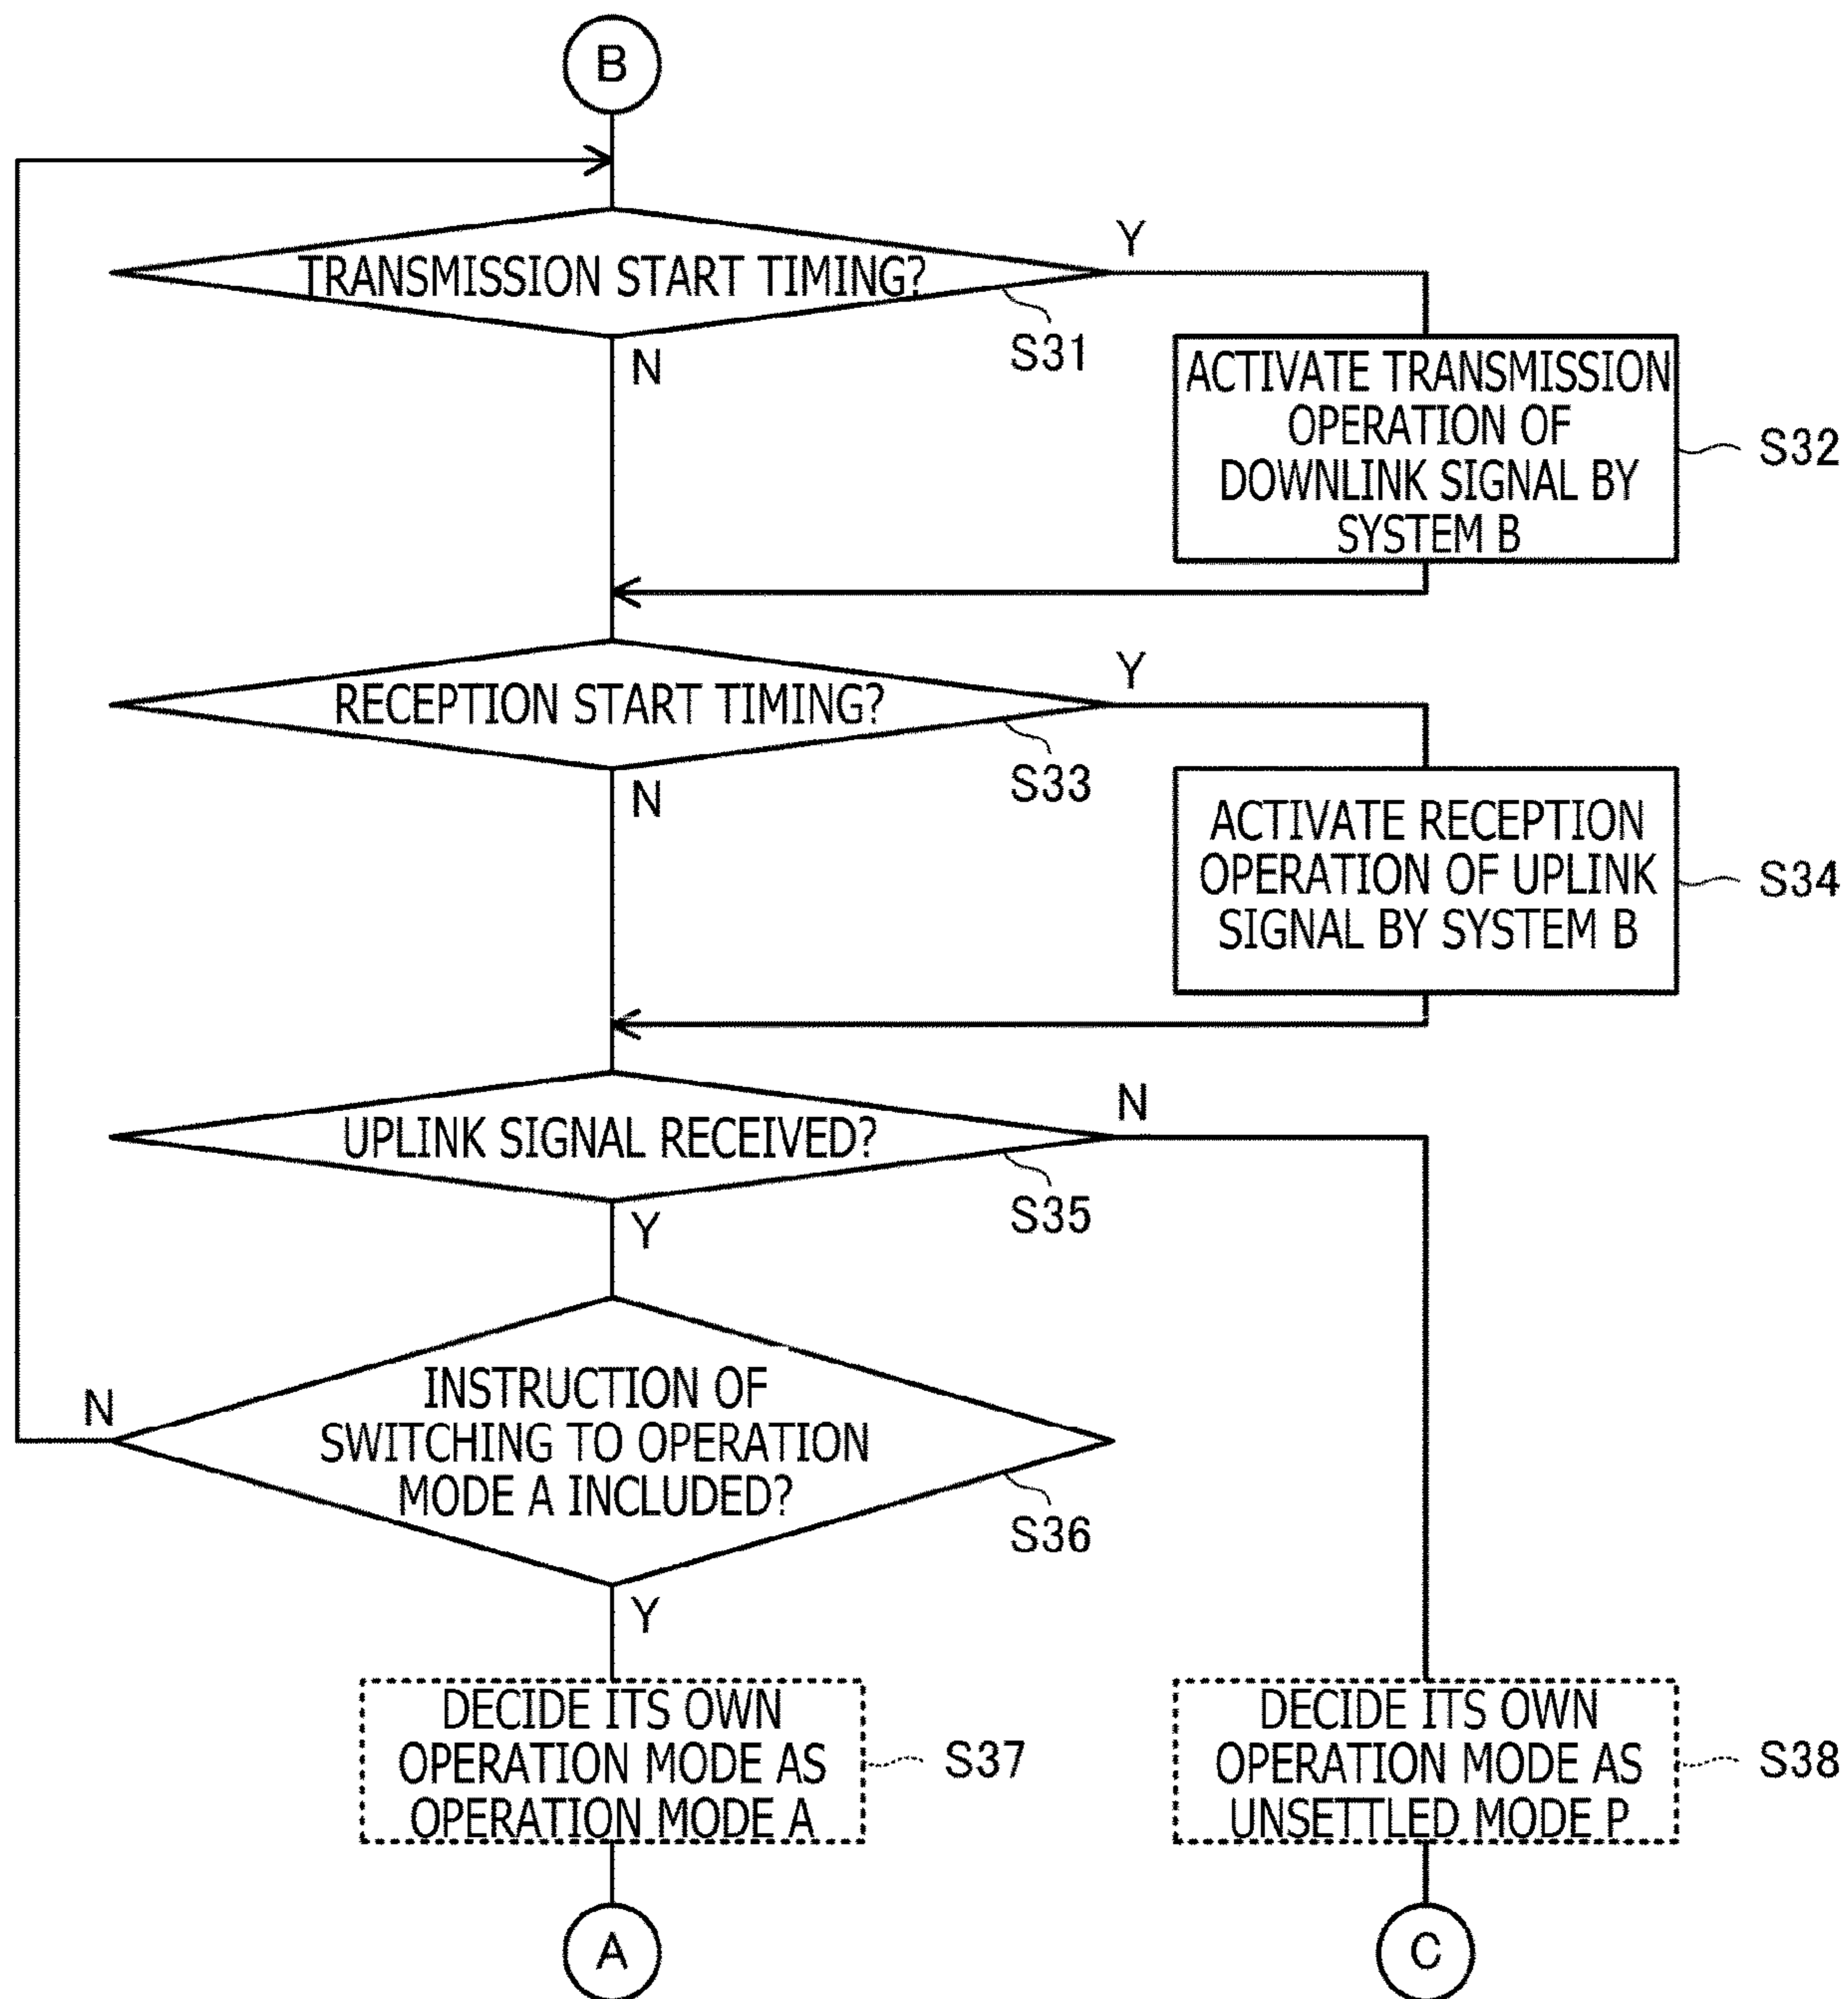 B
TRANSMISSION START TIMING?
Y
N
S31
ACTIVATE TRANSMISSION
OPERATION OF
DOWNLINK SIGNAL BY
SYSTEM B
S32
RECEPTION START TIMING?
Y
N
S33
ACTIVATE RECEPTION
OPERATION OF UPLINK
SIGNAL BY SYSTEM B
S34
UPLINK SIGNAL RECEIVED?
N
Y
S35
INSTRUCTION OF
SWITCHING TO OPERATION
MODE A INCLUDED?
N
S36
Y
DECIDE ITS OWN
OPERATION MODE AS
OPERATION MODE A
S37
DECIDE ITS OWN
OPERATION MODE AS
UNSETTLED MODE P
S38
A
C